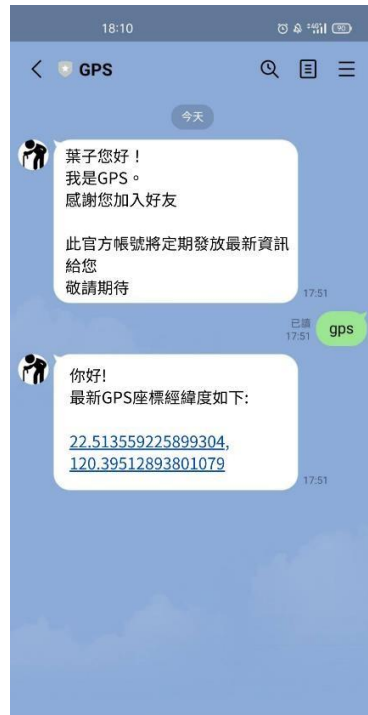 18:10
90
GPS
今天
葉子您好！
我是GPS。
感謝您加入好友
此官方帳號將定期發放最新資訊
給您
敬請期待
17:51
已讀
17:51
gps
你好!
最新GPS座標經緯度如下:
22.513559225899304,
120.39512893801079
17:51